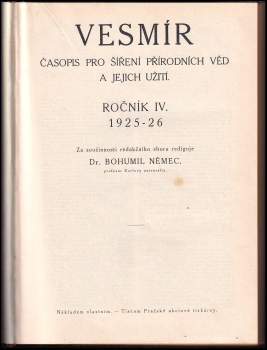 VESMÍR
ČASOPIS PRO ŠÍŘENÍ PŘÍRODNÍCH VĚD
A JEJICH UŽITÍ.
ROČNÍK IV.
1925-26
Za součinnosti redakčního sboru rediguje
Dr. BOHUMIL NĚMEC,
profesor Karlovy university.
Nákladem vlastním. — Tiskem Pražské akciové tiskárny.